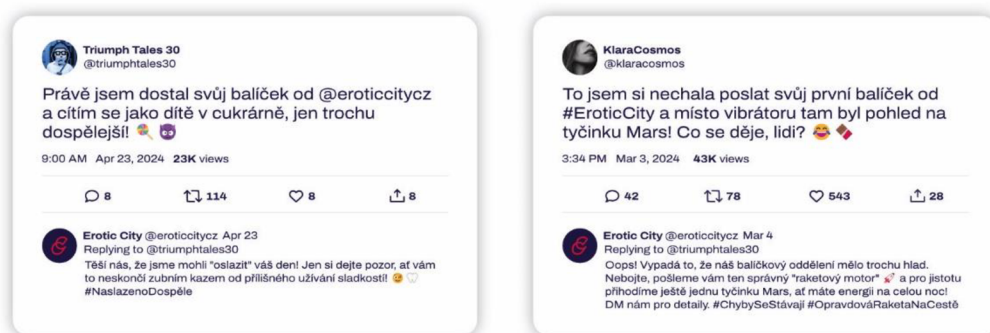 Triumph Tales 30
@triumphtales30
Právě jsem dostal svůj balíček od @eroticcitycz
a cítím se jako dítě v cukrárně, jen trochu
dospělejší! 🍭 😈
9:00 AM Apr 23, 2024 23K views
8 114 8 8
Erotic City @eroticcitycz Apr 23
Replying to @triumphtales30
Těší nás, že jsme mohli "oslazit" váš den! Jen si dejte pozor, ať vám
to neskončí zubním kazem od přílišného užívání sladkostí! 😉🦷
#NaslazenoDospěle
KlaraCosmos
@klaracosmos
To jsem si nechala poslat svůj první balíček od
#EroticCity a místo vibrátoru tam byl pohled na
tyčinku Mars! Co se děje, lidi? 😂 🍫
3:34 PM Mar 3, 2024 43K views
42 78 543 28
Erotic City @eroticcitycz Mar 4
Replying to @triumphtales30
Oops! Vypadá to, že náš balíčkový oddělení mělo trochu hlad.
Nebojte, pošleme vám ten správný "raketový motor" 🚀 a pro jistotu
přihodíme ještě jednu tyčinku Mars, ať máte energii na celou noc!
DM nám pro detaily. #ChybySeStávají #OpravdováRaketaNaCestě